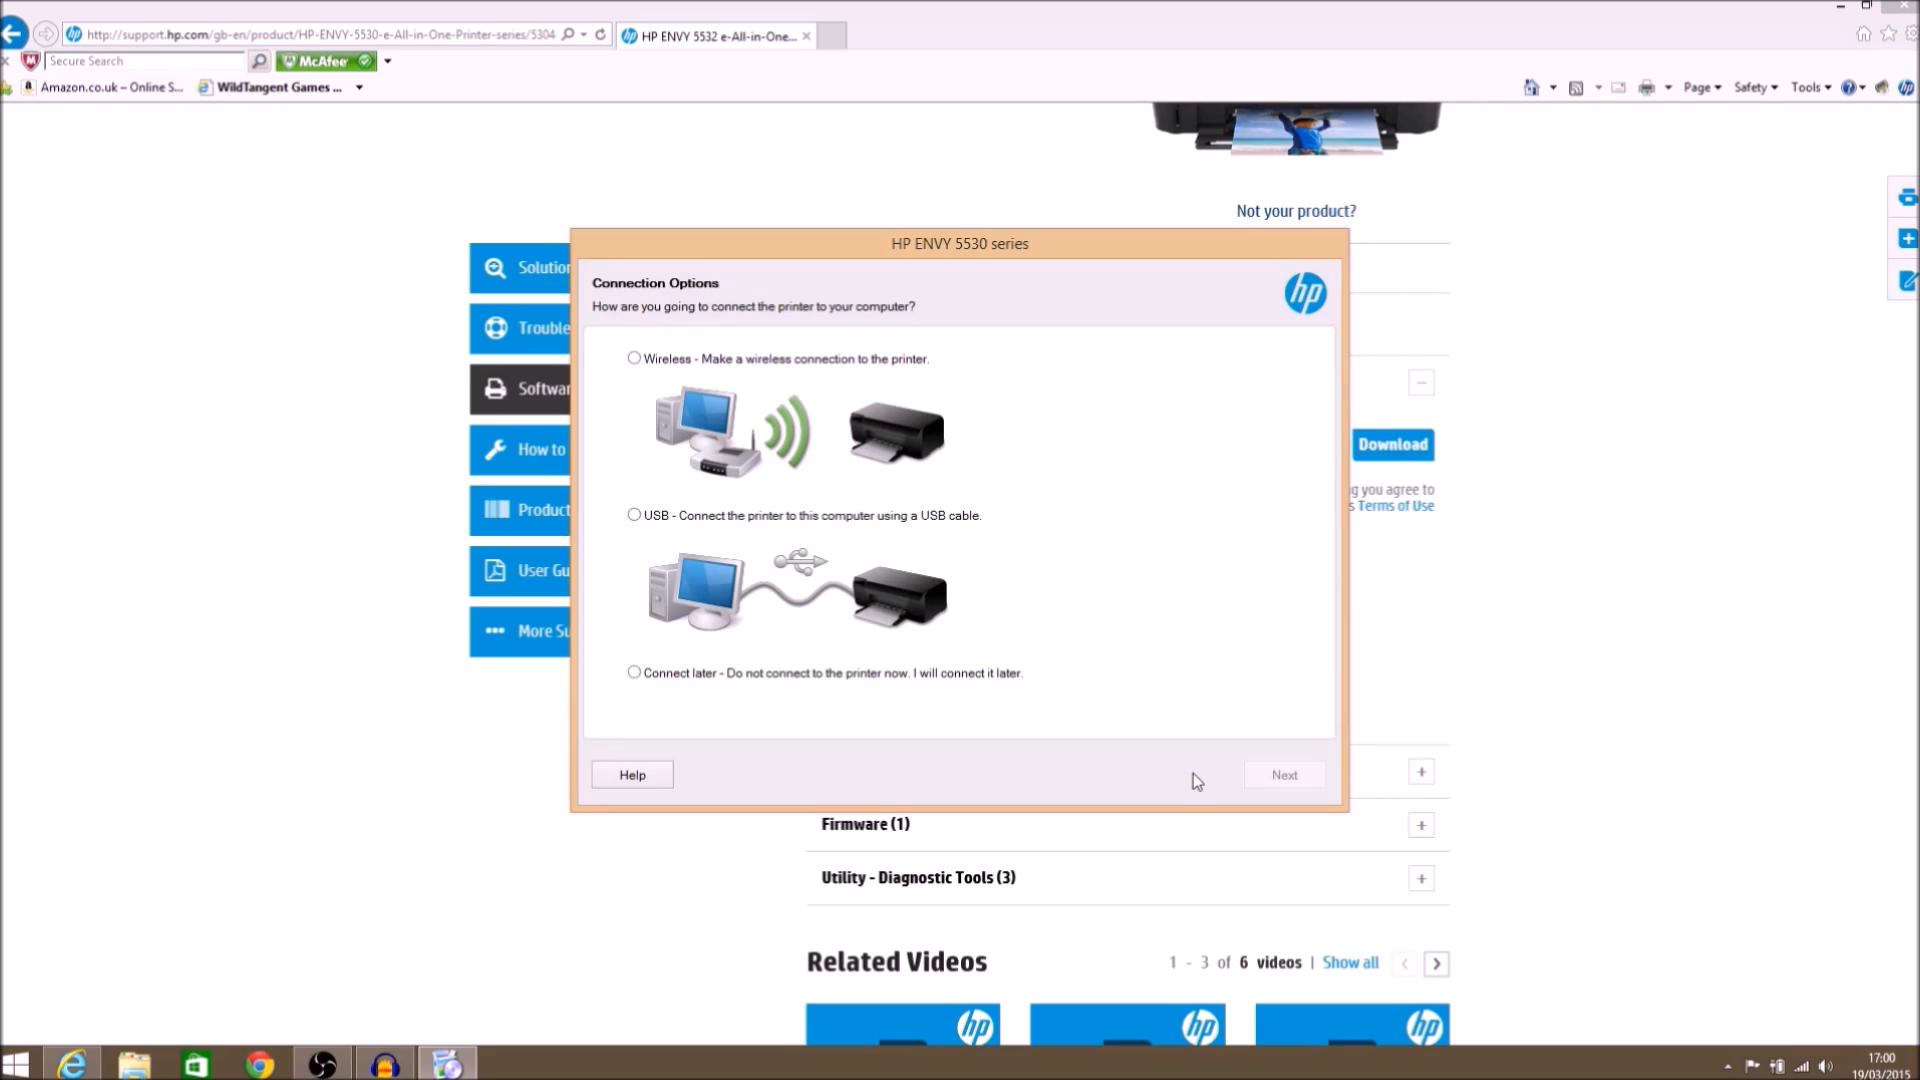 http://support.hp.com/gb-en/product/HP-ENVY-5530-e-All-in-One-Printer-series/5304
HP ENVY 5532 e-All-in-One...
Secure Search
McAfee
Amazon.co.uk – Online S...
WildTangent Games ...
Page
Safety
Tools
Not your product?
HP ENVY 5530 series
Connection Options
How are you going to connect the printer to your computer?
hp
Wireless - Make a wireless connection to the printer.
USB - Connect the printer to this computer using a USB cable.
Connect later - Do not connect to the printer now. I will connect it later.
Help
Next
Solution
Trouble
Softwar
How to
Product
User Gu
More Su
Download
g you agree to
s Terms of Use
Firmware (1)
Utility - Diagnostic Tools (3)
Related Videos
1 - 3 of 6 videos | Show all
hp
hp
hp
17:00
19/03/2015